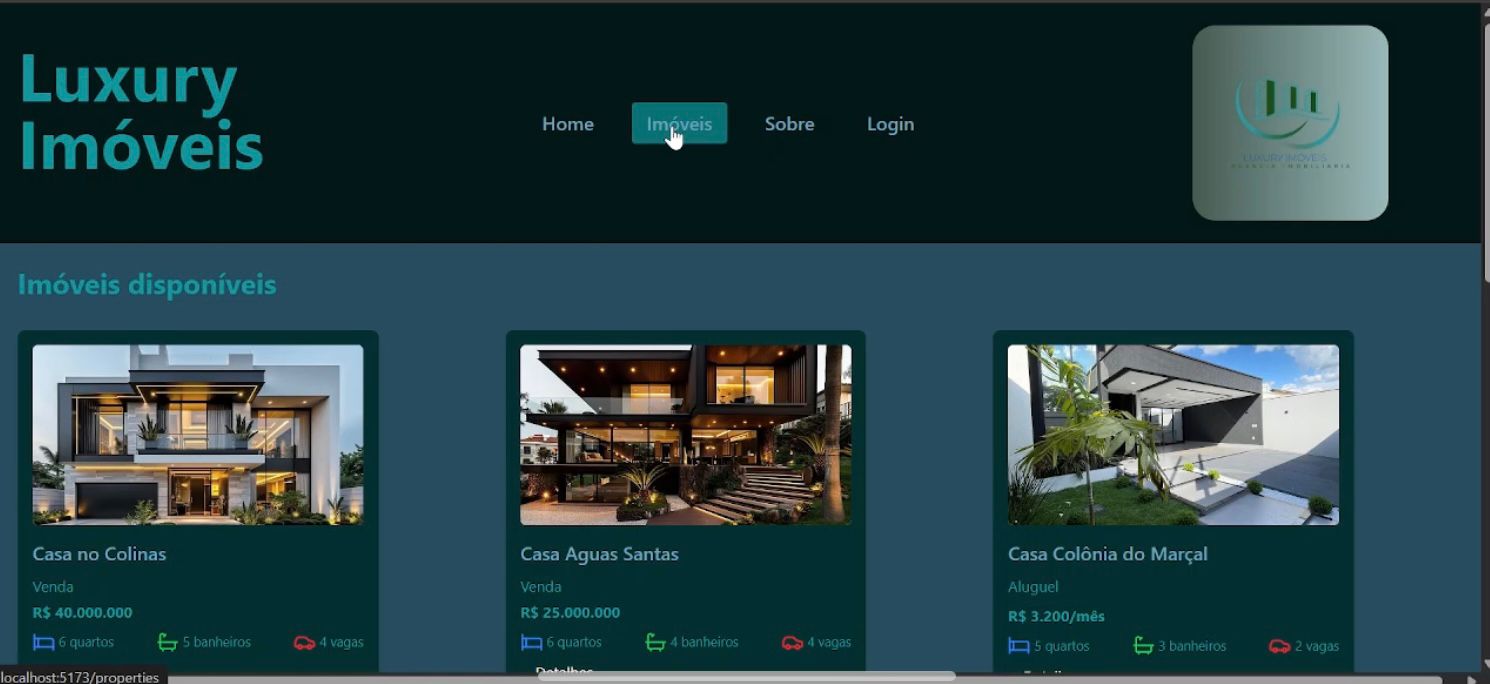 Luxury
Imóveis
Home
Imóveis
Sobre
Login
LUXURY IMÓVEIS
Imóveis disponíveis
Casa no Colinas
Venda
R$ 40.000.000
6 quartos
5 banheiros
4 vagas
Casa Aguas Santas
Venda
R$ 25.000.000
6 quartos
4 banheiros
4 vagas
Detalhes
Casa Colônia do Marçal
Aluguel
R$ 3.200/mês
5 quartos
3 banheiros
2 vagas
localhost:5173/properties